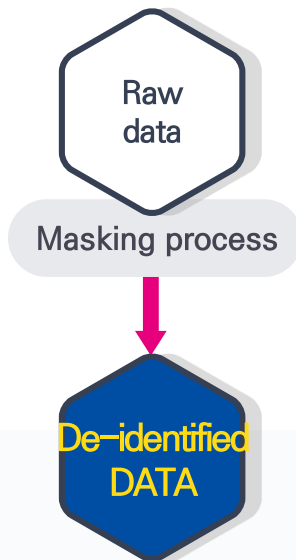 Raw
data
Masking process
De-identified
DATA